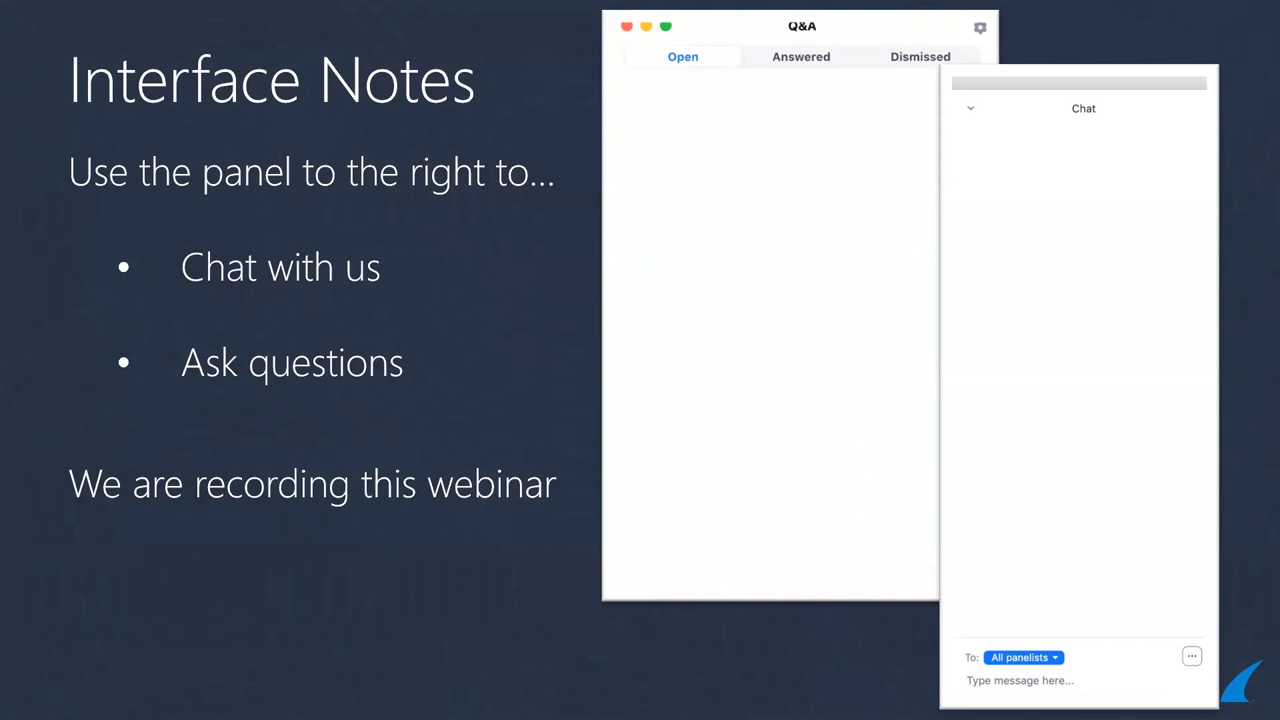 Interface Notes
Use the panel to the right to...
• Chat with us
• Ask questions
We are recording this webinar
Q&A
Open Answered Dismissed
Chat
To: All panelists
Type message here...